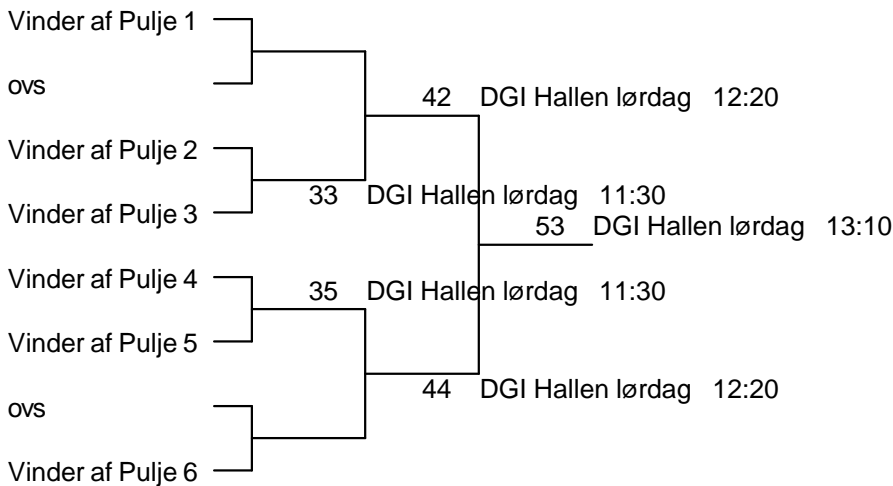 Vinder af Pulje 1
ovs
42 DGI Hallen lørdag 12:20
Vinder af Pulje 2
33 DGI Hallen lørdag 11:30
Vinder af Pulje 3
53 DGI Hallen lørdag 13:10
Vinder af Pulje 4
35 DGI Hallen lørdag 11:30
Vinder af Pulje 5
44 DGI Hallen lørdag 12:20
ovs
Vinder af Pulje 6